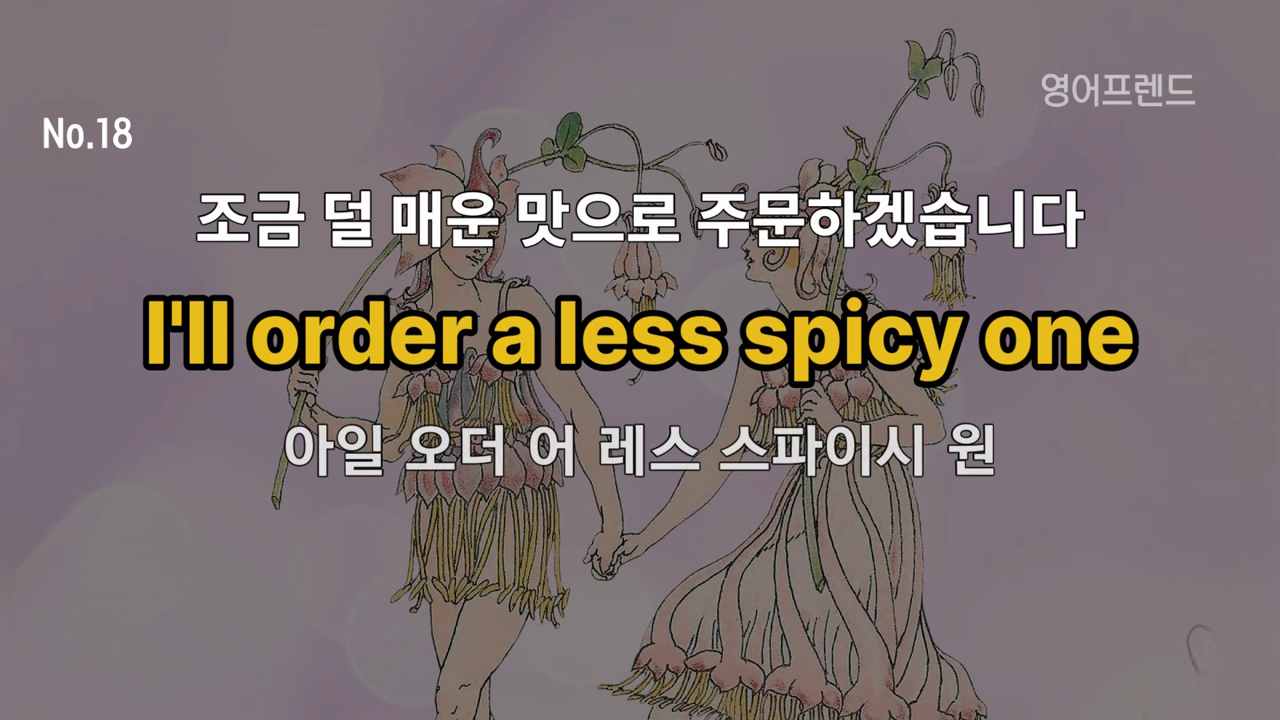 영어프렌드
No.18
조금 덜 매운 맛으로 주문하겠습니다
I'll order a less spicy one
아일 오더 어 레스 스파이시 원